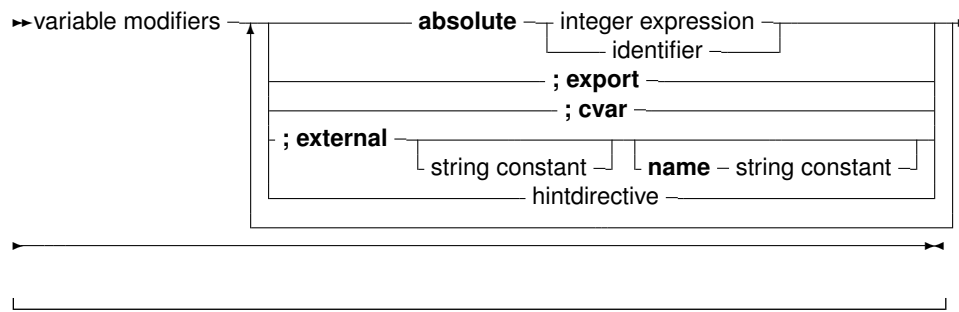 variable modifiers absolute integer expression
identifier
; export
; cvar
; external
string constant name string constant
hintdirective